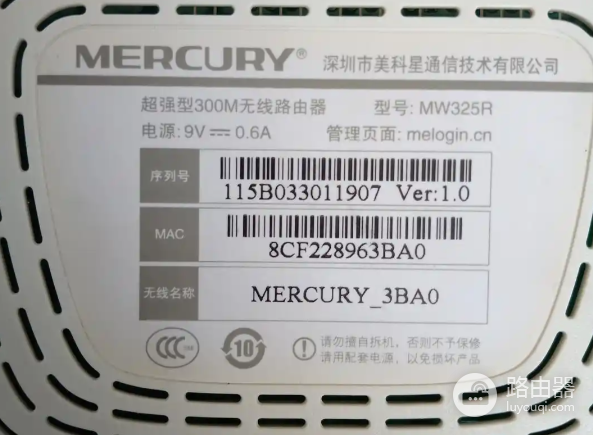 MERCURY® 深圳市美科星通信技术有限公司
超强型300M无线路由器 型号: MW325R
电源: 9V⎓0.6A 管理页面: melogin.cn
序列号 115B033011907 Ver:1.0
MAC 8CF228963BA0
无线名称 MERCURY_3BA0
CCC 10 请勿擅自拆机，否则不予保修
请用配套电源，以免损坏产品
路由器
luyouqi.com